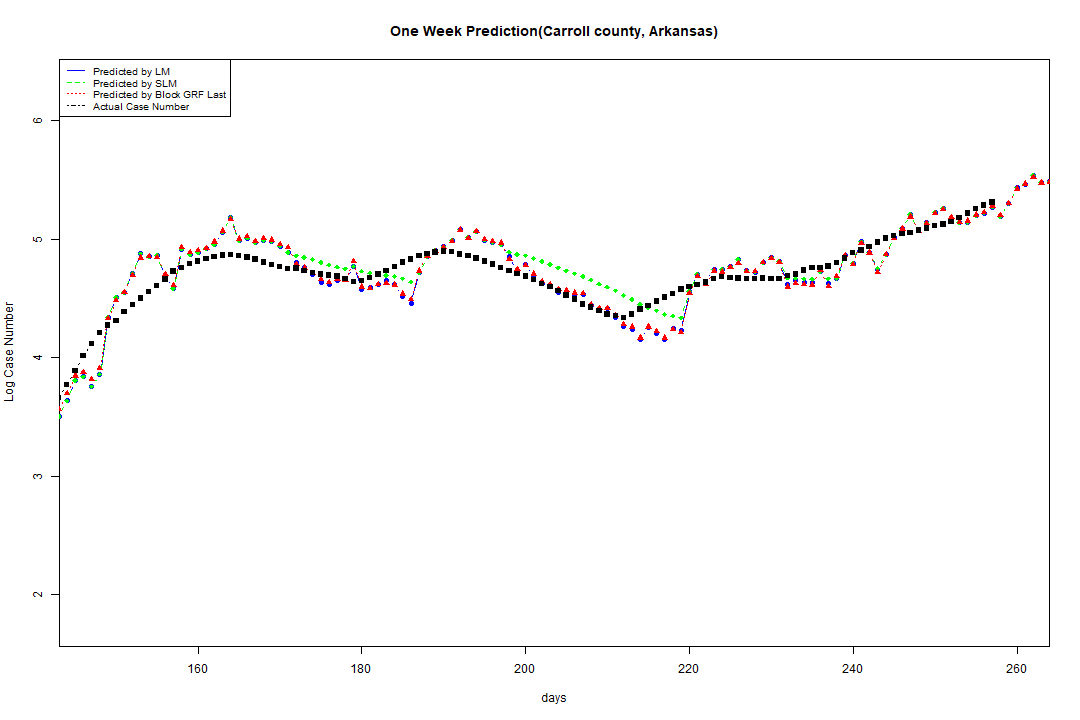 One Week Prediction(Carroll county, Arkansas)
Predicted by LM
Predicted by SLM
Predicted by Block GRF Last
Actual Case Number
6
5
4
3
2
Log Case Number
160 180 200 220 240 260
days